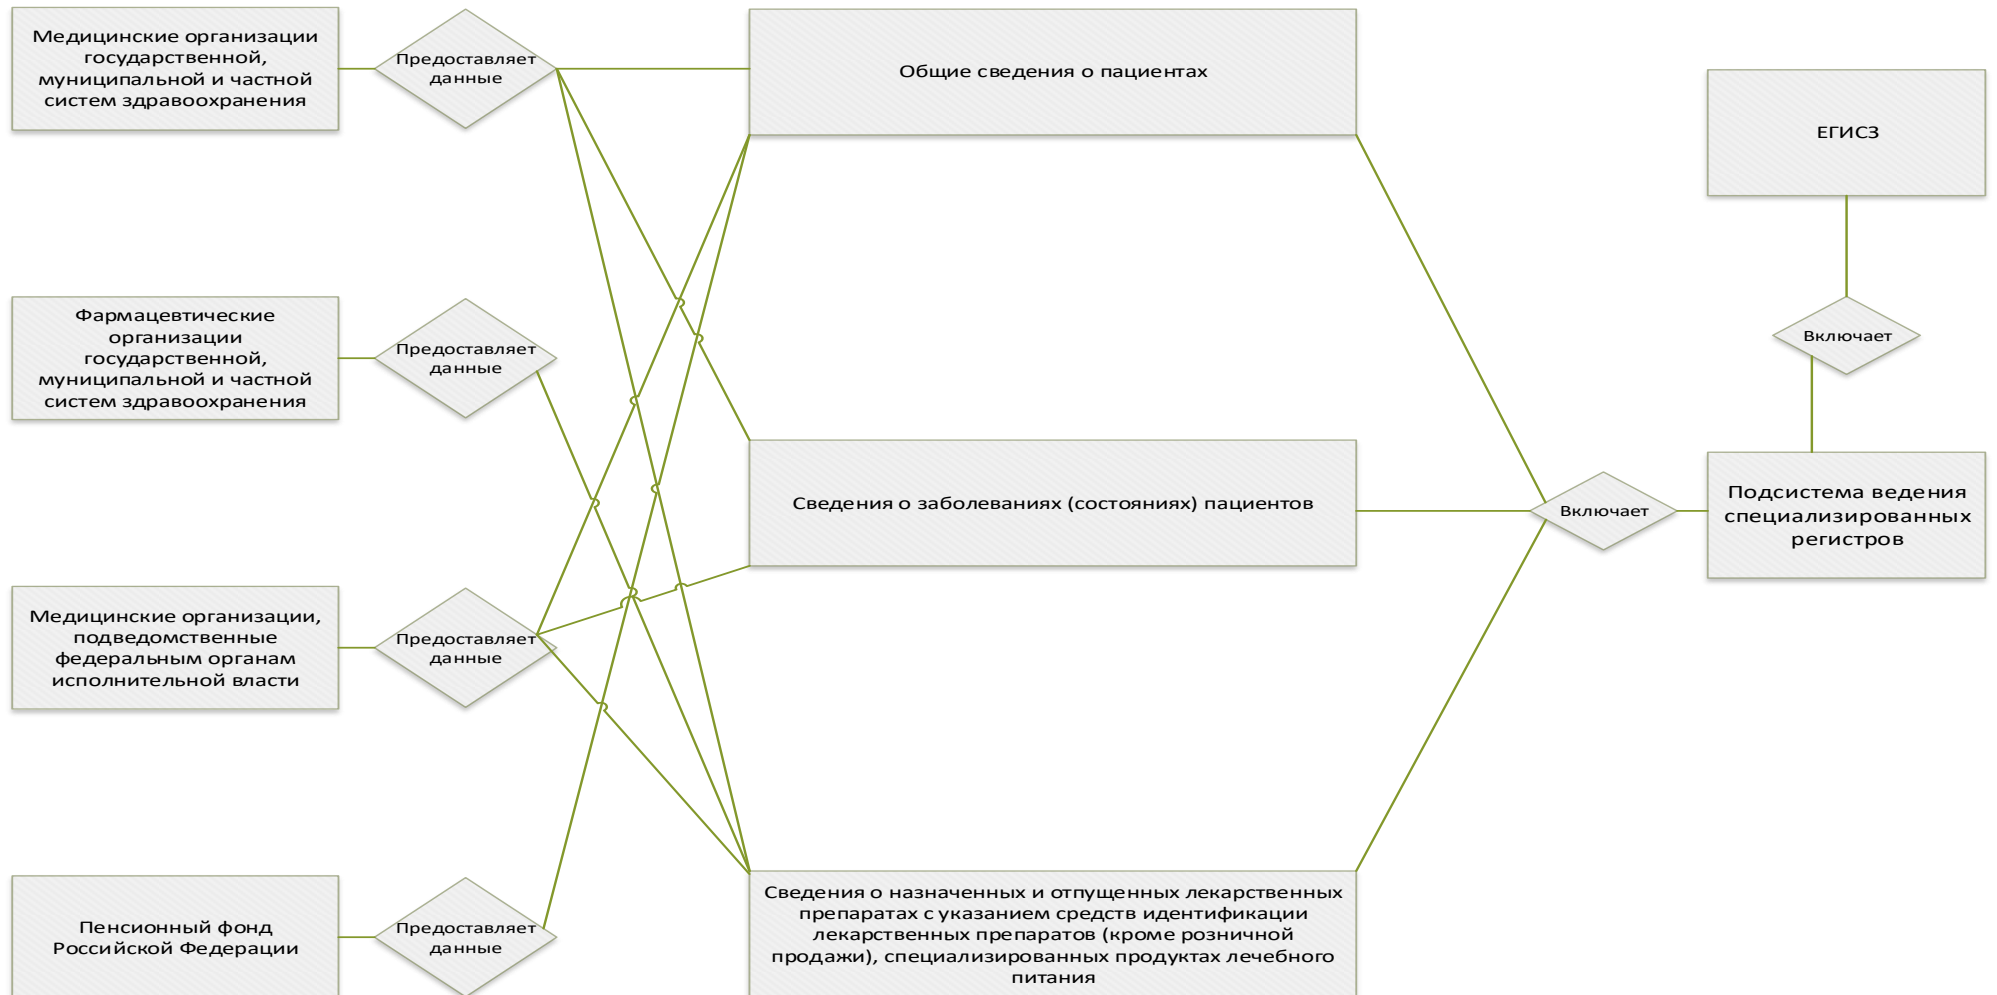 Медицинские организации
государственной,
муниципальной и частной
систем здравоохранения
Предоставляет
данные
Общие сведения о пациентах
ЕГИСЗ
Фармацевтические
организации
государственной,
муниципальной и частной
систем здравоохранения
Предоставляет
данные
Включает
Сведения о заболеваниях (состояниях) пациентов
Включает
Подсистема ведения
специализированных
регистров
Медицинские организации,
подведомственные
федеральным органам
исполнительной власти
Предоставляет
данные
Пенсионный фонд
Российской Федерации
Предоставляет
данные
Сведения о назначенных и отпущенных лекарственных
препаратах с указанием средств идентификации
лекарственных препаратов (кроме розничной
продажи), специализированных продуктах лечебного
питания